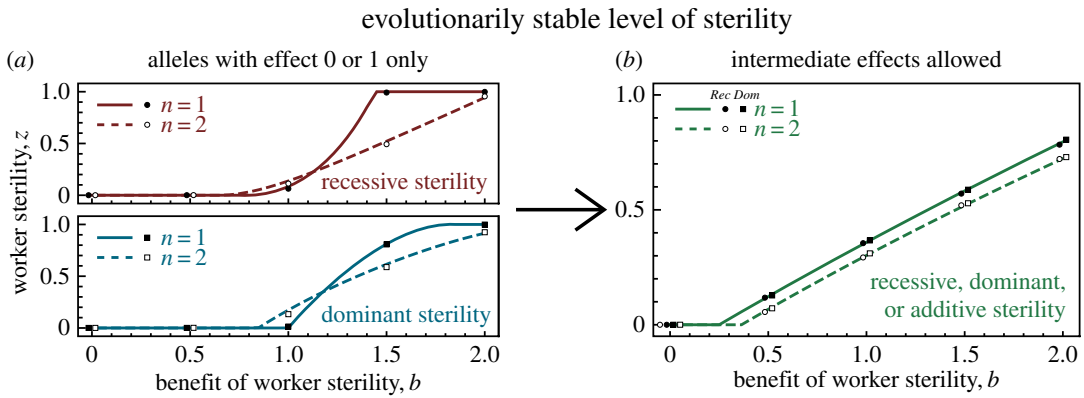 evolutionarily stable level of sterility
(a) alleles with effect 0 or 1 only
worker sterility, z
1.0
0.5
0
n = 1
n = 2
recessive sterility
1.0
0.5
0
n = 1
n = 2
dominant sterility
0 0.5 1.0 1.5 2.0
benefit of worker sterility, b
(b) intermediate effects allowed
1.0
0.5
0
Rec Dom
n = 1
n = 2
recessive, dominant,
or additive sterility
0 0.5 1.0 1.5 2.0
benefit of worker sterility, b